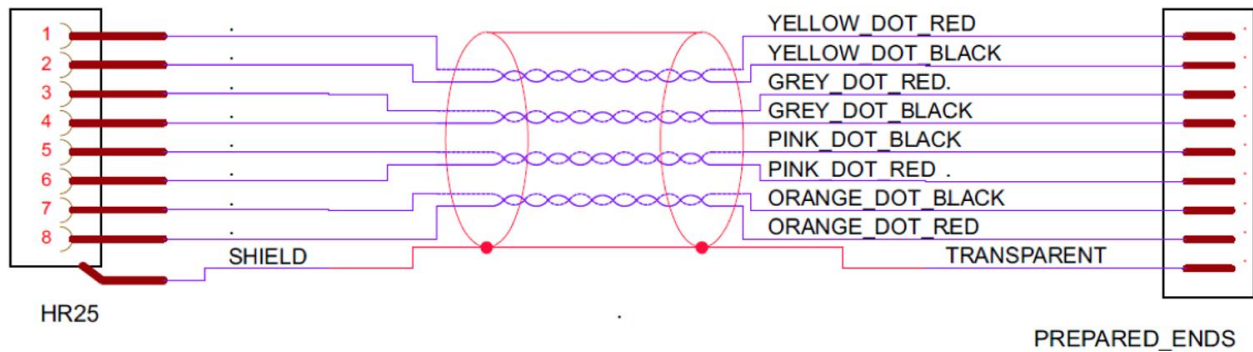 1
YELLOW_DOT_RED
2
YELLOW_DOT_BLACK
3
GREY_DOT_RED.
4
GREY_DOT_BLACK
5
PINK_DOT_BLACK
6
PINK_DOT_RED .
7
ORANGE_DOT_BLACK
8
ORANGE_DOT_RED
SHIELD
TRANSPARENT
HR25
PREPARED_ENDS